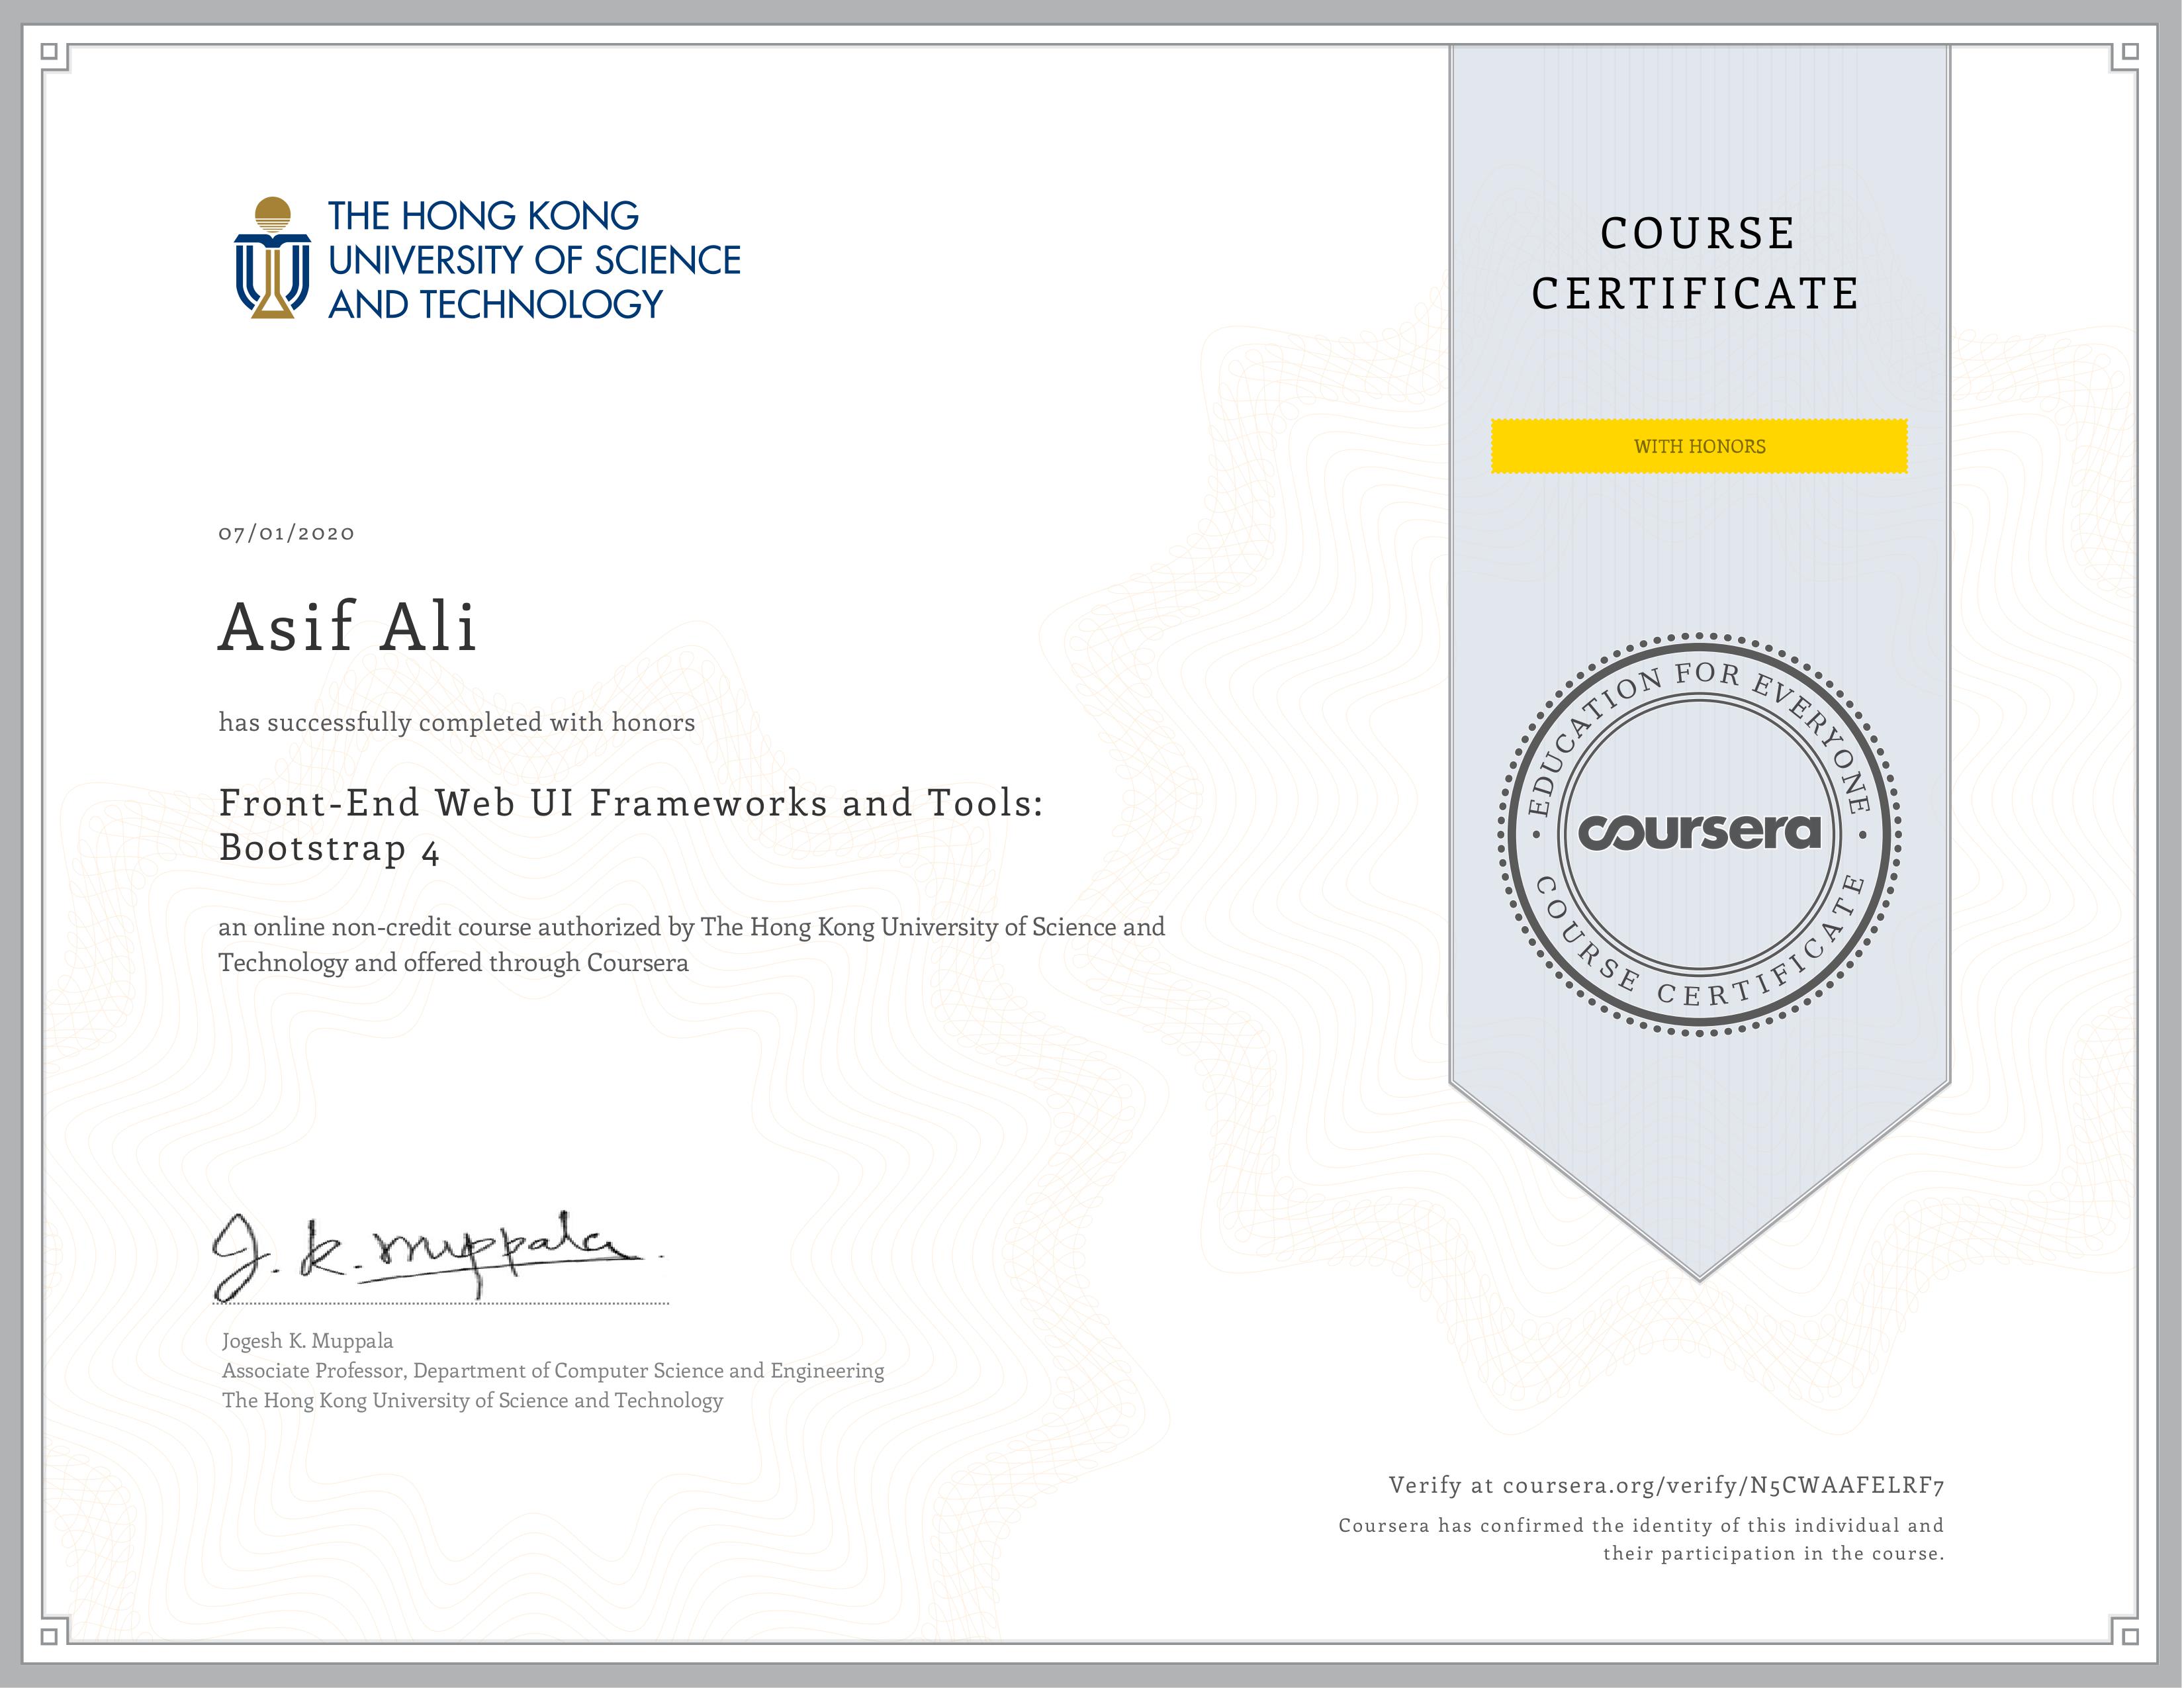 THE HONG KONG
UNIVERSITY OF SCIENCE
AND TECHNOLOGY
07/01/2020
Asif Ali
has successfully completed with honors
Front-End Web UI Frameworks and Tools:
Bootstrap 4
an online non-credit course authorized by The Hong Kong University of Science and
Technology and offered through Coursera
J. K. Muppala
Jogesh K. Muppala
Associate Professor, Department of Computer Science and Engineering
The Hong Kong University of Science and Technology
COURSE
CERTIFICATE
WITH HONORS
EDUCATION FOR EVERYONE
coursera
COURSE CERTIFICATE
Verify at coursera.org/verify/N5CWAAFELRF7
Coursera has confirmed the identity of this individual and
their participation in the course.